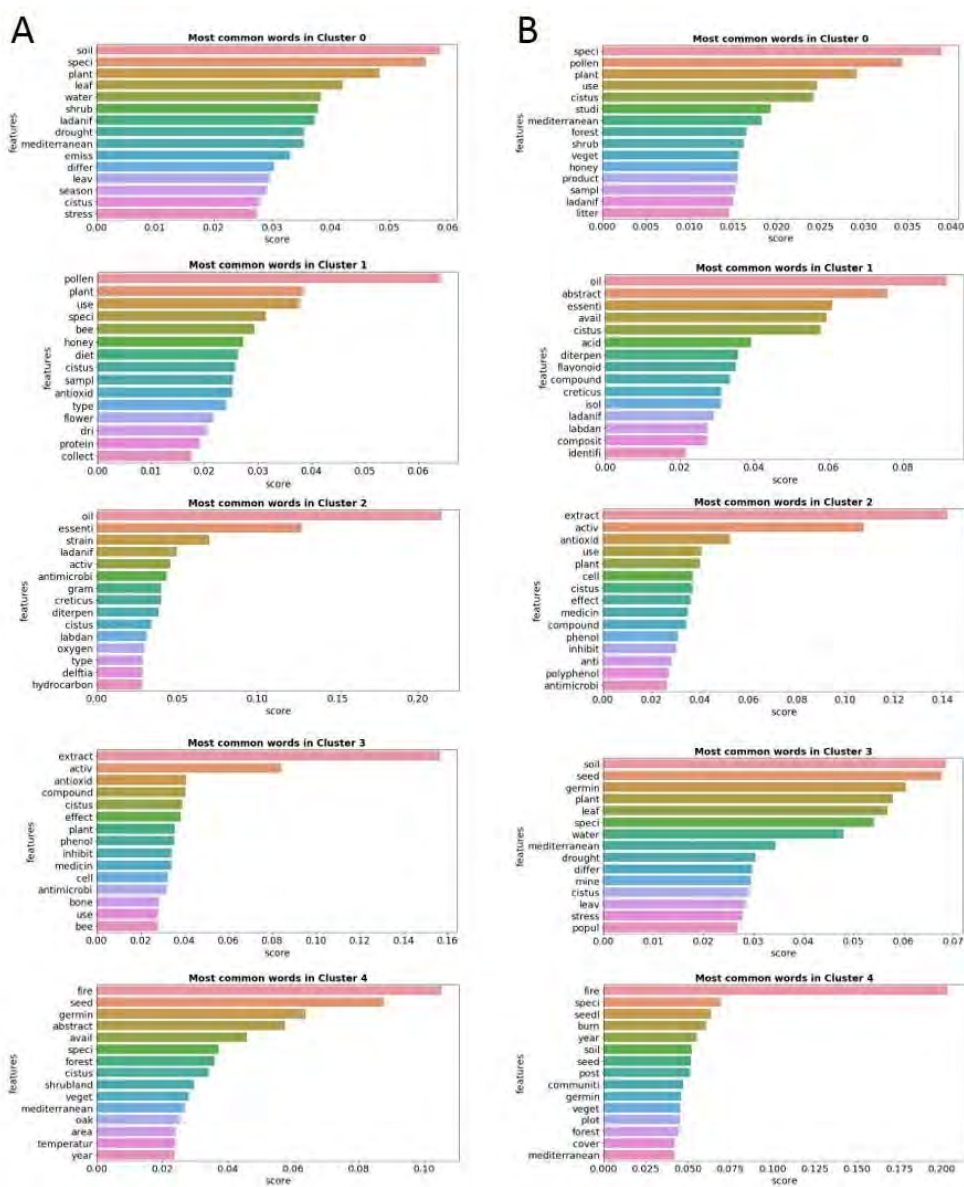 A
B
Most common words in Cluster 0
soil
speci
plant
leaf
water
shrub
ladanif
drought
mediterranean
emiss
differ
leav
season
cistus
stress
features
0.00 0.01 0.02 0.03 0.04 0.05 0.06
score
Most common words in Cluster 0
speci
pollen
plant
use
cistus
studi
mediterranean
forest
shrub
veget
honey
product
sampl
ladanif
litter
features
0.000 0.005 0.010 0.015 0.020 0.025 0.030 0.035 0.040
score
Most common words in Cluster 1
pollen
plant
use
speci
bee
honey
diet
cistus
sampl
antioxid
type
flower
dri
protein
collect
features
0.00 0.01 0.02 0.03 0.04 0.05 0.06
score
Most common words in Cluster 1
oil
abstract
essenti
avail
cistus
acid
diterpen
flavonoid
compound
creticus
isol
ladanif
labdan
composit
identifi
features
0.00 0.02 0.04 0.06 0.08
score
Most common words in Cluster 2
oil
essenti
strain
ladanif
activ
antimicrobi
gram
creticus
diterpen
cistus
labdan
oxygen
type
delftia
hydrocarbon
features
0.00 0.05 0.10 0.15 0.20
score
Most common words in Cluster 2
extract
activ
antioxid
use
plant
cell
cistus
effect
medicin
compound
phenol
inhibit
anti
polyphenol
antimicrobi
features
0.00 0.02 0.04 0.06 0.08 0.10 0.12 0.14
score
Most common words in Cluster 3
extract
activ
antioxid
compound
cistus
effect
plant
phenol
inhibit
medicin
cell
antimicrobi
bone
use
bee
features
0.00 0.02 0.04 0.06 0.08 0.10 0.12 0.14 0.16
score
Most common words in Cluster 3
soil
seed
germin
plant
leaf
speci
water
mediterranean
drought
differ
mine
cistus
leav
stress
popul
features
0.00 0.01 0.02 0.03 0.04 0.05 0.06 0.07
score
Most common words in Cluster 4
fire
seed
germin
abstract
avail
speci
forest
cistus
shrubland
veget
mediterranean
oak
area
temperatur
year
features
0.00 0.02 0.04 0.06 0.08 0.10
score
Most common words in Cluster 4
fire
speci
seedl
burn
year
soil
seed
post
communiti
germin
veget
plot
forest
cover
mediterranean
features
0.000 0.025 0.050 0.075 0.100 0.125 0.150 0.175 0.200
score